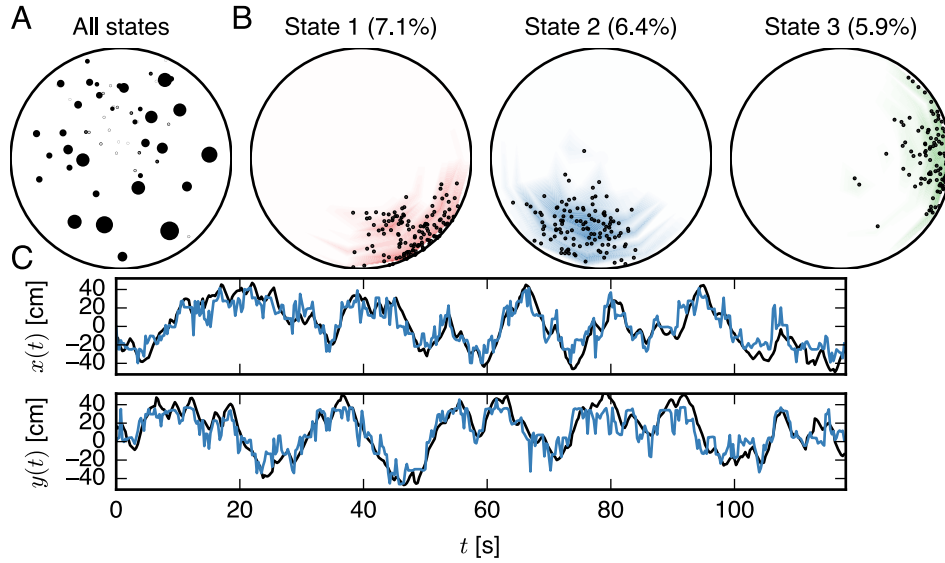 A
All states
B
State 1 (7.1%)
State 2 (6.4%)
State 3 (5.9%)
C
x(t) [cm]
40
20
0
−20
−40
y(t) [cm]
40
20
0
−20
−40
0 20 40 60 80 100
t [s]